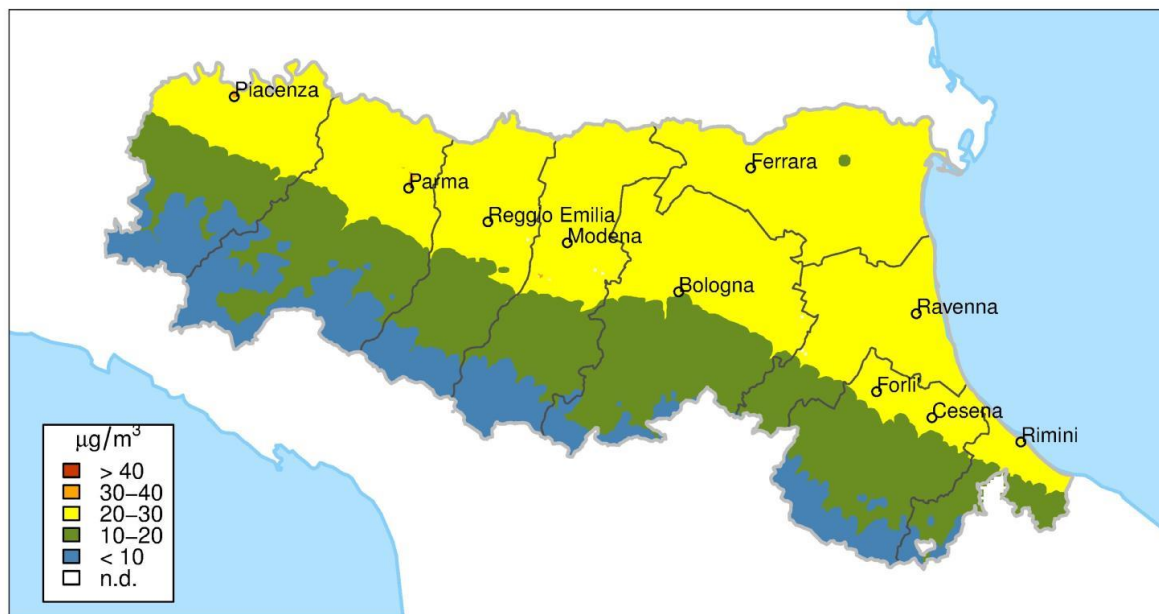 Piacenza
Ferrara
Parma
Reggio Emilia
Modena
Bologna
Ravenna
Forlì
Cesena
Rimini
μg/m³
> 40
30−40
20−30
10−20
< 10
n.d.